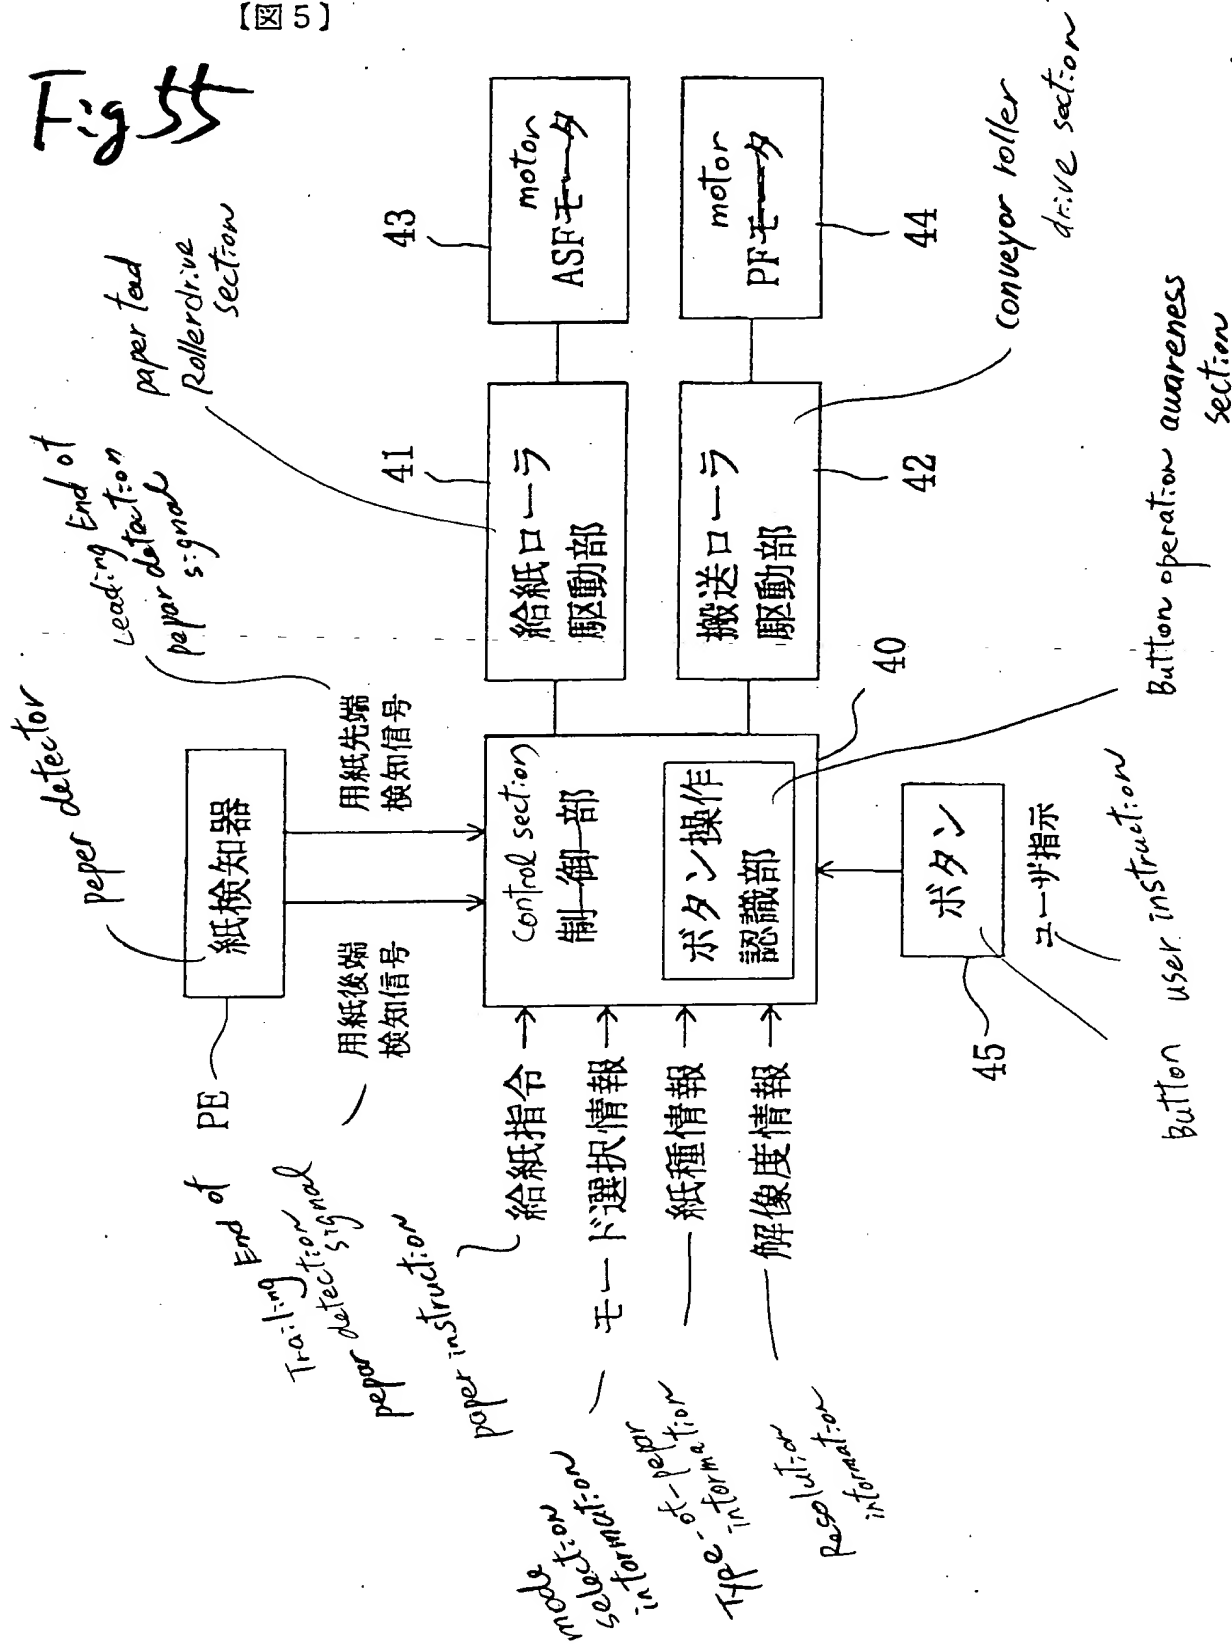 【図5】
Fig 55
peper detector
紙検知器
PE
Leading End of
pepar detection
signal
用紙先端
検知信号
Trailing End of
pepar detection
signal
用紙後端
検知信号
paper feed
Rollerdrive
section
給紙ローラ
駆動部
41
motor
ASFモータ
43
搬送ローラ
駆動部
42
motor
PFモータ
44
conveyor roller
drive section
control section
制御部
ボタン操作
認識部
40
Button operation awareness
section
paper instruction
給紙指令
mode
selection
information
モード選択情報
Type-of-pepar
information
紙種情報
Resolution
information
解像度情報
ボタン
45
ユーザ指示
Button user instruction